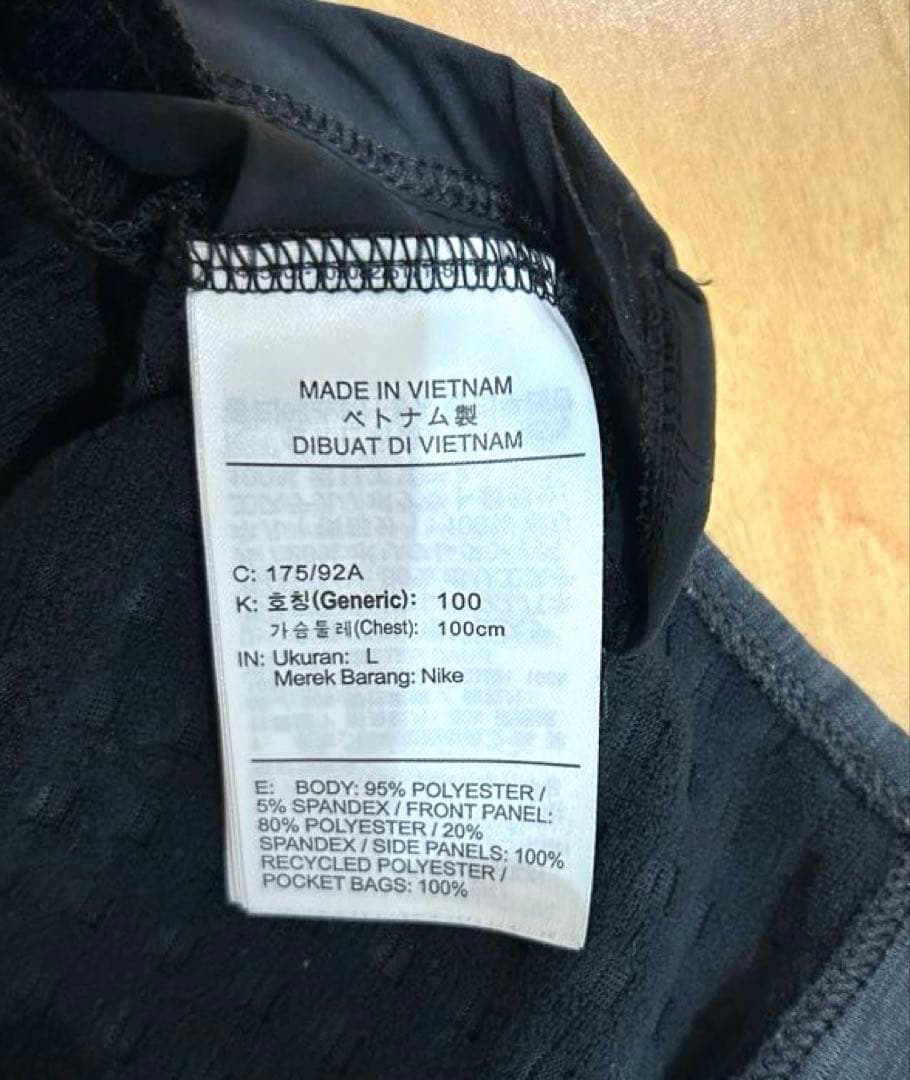 MADE IN VIETNAM
ベトナム製
DIBUAT DI VIETNAM
C: 175/92A
K: 호칭(Generic): 100
가슴둘레(Chest): 100cm
IN: Ukuran: L
Merek Barang: Nike
E: BODY: 95% POLYESTER /
5% SPANDEX / FRONT PANEL:
80% POLYESTER / 20%
SPANDEX / SIDE PANELS: 100%
RECYCLED POLYESTER /
POCKET BAGS: 100%